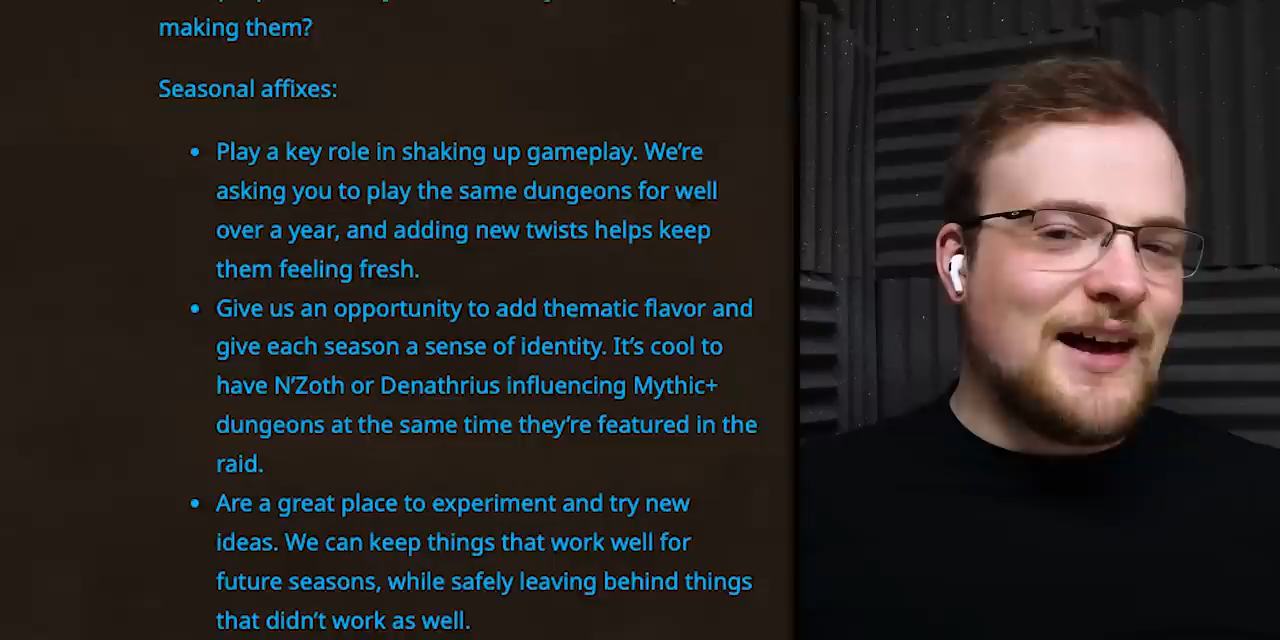 making them?
Seasonal affixes:
• Play a key role in shaking up gameplay. We’re
asking you to play the same dungeons for well
over a year, and adding new twists helps keep
them feeling fresh.
• Give us an opportunity to add thematic flavor and
give each season a sense of identity. It’s cool to
have N’Zoth or Denathrius influencing Mythic+
dungeons at the same time they’re featured in the
raid.
• Are a great place to experiment and try new
ideas. We can keep things that work well for
future seasons, while safely leaving behind things
that didn’t work as well.